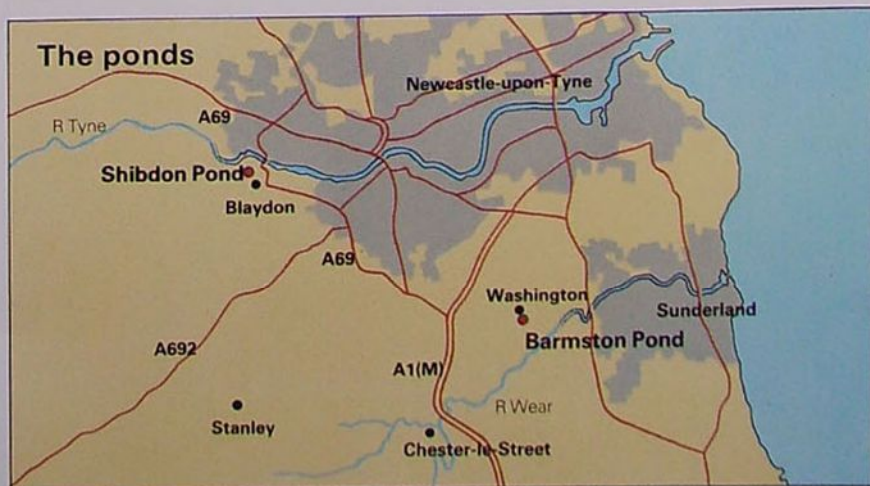 The ponds
Newcastle-upon-Tyne
A69
R Tyne
Shibdon Pond
Blaydon
A69
Washington
Sunderland
Barmston Pond
A692
A1(M)
R Wear
Stanley
Chester-le-Street